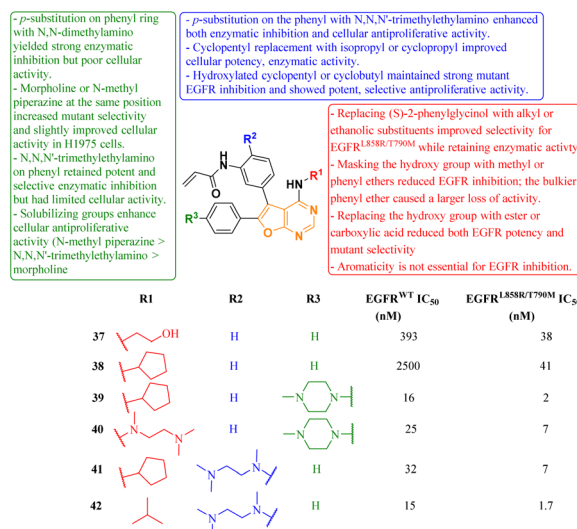 - p-substitution on phenyl ring
with N,N-dimethylamino
yielded strong enzymatic
inhibition but poor cellular
activity.
- Morpholine or N-methyl
piperazine at the same position
increased mutant selectivity
and slightly improved cellular
activity in H1975 cells.
- N,N,N'-trimethylethylamino
on phenyl retained potent and
selective enzymatic inhibition
but had limited cellular activity.
- Solubilizing groups enhance
cellular antiproliferative
activity (N-methyl piperazine >
N,N,N'-trimethylethylamino >
morpholine
- p-substitution on the phenyl with N,N,N'-trimethylethylamino enhanced
both enzymatic inhibition and cellular antiproliferative activity.
- Cyclopentyl replacement with isopropyl or cyclopropyl improved
cellular potency, enzymatic activity.
- Hydroxylated cyclopentyl or cyclobutyl maintained strong mutant
EGFR inhibition and showed potent, selective antiproliferative activity.
- Replacing (S)-2-phenylglycinol with alkyl or
ethanolic substituents improved selectivity for
EGFR^L858R/T790M while retaining enzymatic activity
- Masking the hydroxy group with methyl or
phenyl ethers reduced EGFR inhibition; the bulkier
phenyl ether caused a larger loss of activity.
- Replacing the hydroxy group with ester or
carboxylic acid reduced both EGFR potency and
mutant selectivity
- Aromaticity is not essential for EGFR inhibition.
R2
HN
R1
NH
O
R3
O
N
N
R1 R2 R3 EGFR^WT IC50 EGFR^L858R/T790M IC50
(nM) (nM)
37 OH H H 393 38
38 H H 2500 41
39 H N N 16 2
40 N N H N N 25 7
41 N N H 32 7
42 N N H 15 1.7